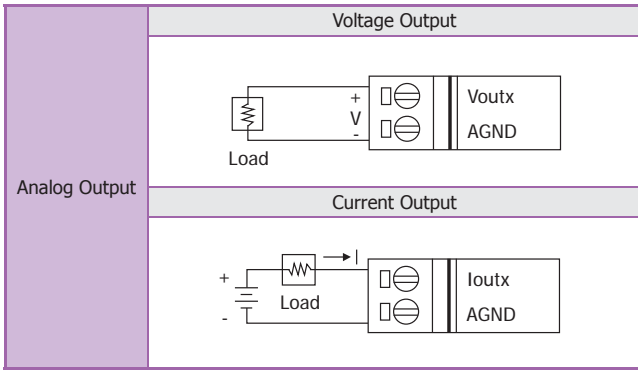 Analog Output
Voltage Output
+
V
-
Load
Voutx
AGND
Current Output
+
-
Load
I
Ioutx
AGND